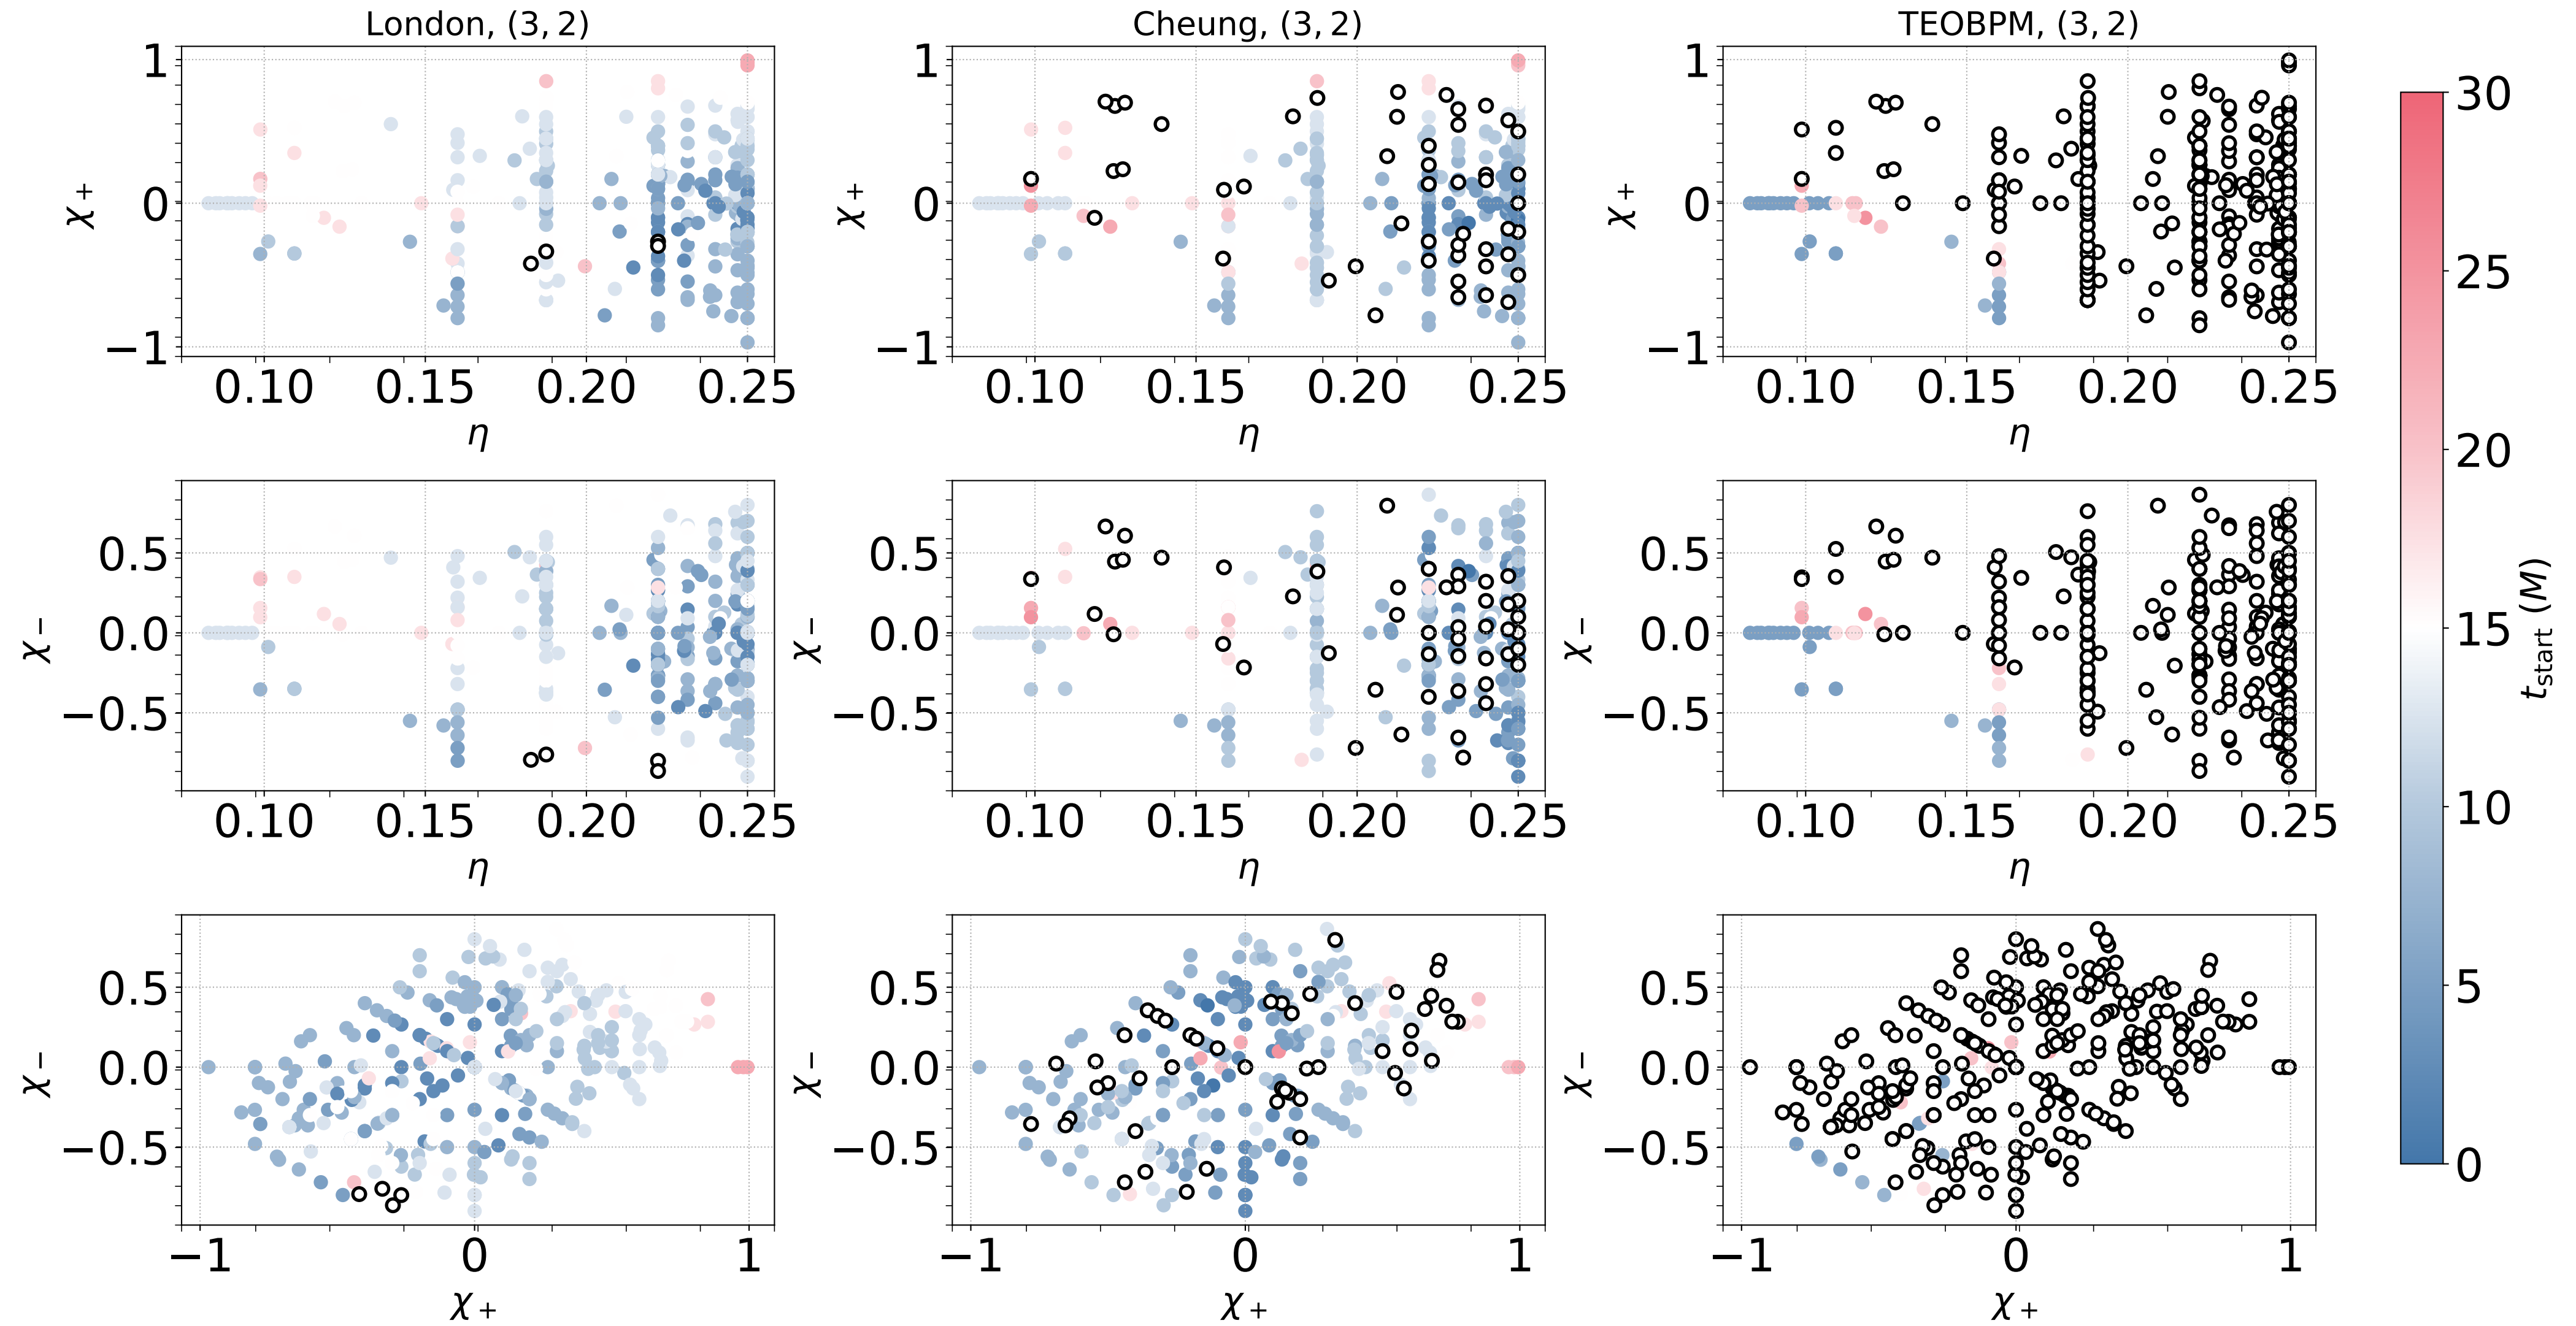 London, (3, 2) Cheung, (3, 2) TEOBPM, (3, 2)
1 1 1 30
χ+ 0 χ+ 0 χ+ 0
−1 −1 −1 25
0.10 0.15 0.20 0.25 0.10 0.15 0.20 0.25 0.10 0.15 0.20 0.25
η η η
20
0.5 0.5 0.5
χ− 0.0 χ− 0.0 χ− 0.0 15 t_start (M)
−0.5 −0.5 −0.5
0.10 0.15 0.20 0.25 0.10 0.15 0.20 0.25 0.10 0.15 0.20 0.25 10
η η η
0.5 0.5 0.5 5
χ− 0.0 χ− 0.0 χ− 0.0
−0.5 −0.5 −0.5 0
−1 0 1 −1 0 1 −1 0 1
χ+ χ+ χ+